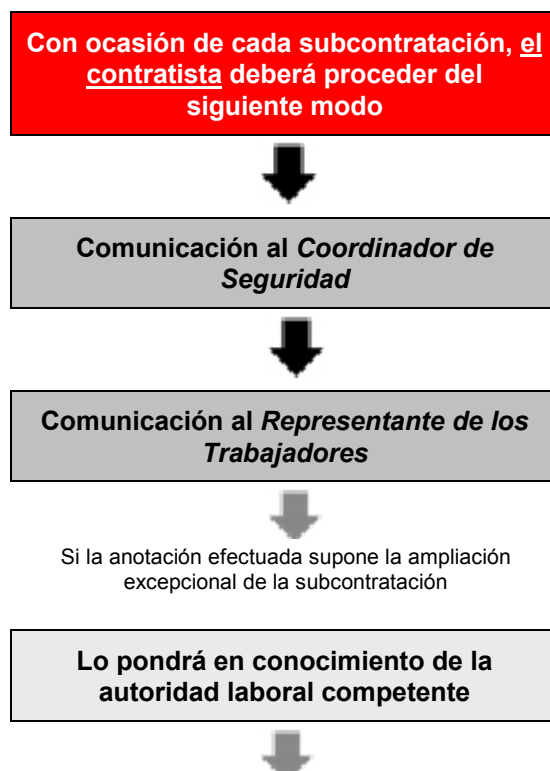 Con ocasión de cada subcontratación, el
contratista deberá proceder del
siguiente modo
Comunicación al Coordinador de
Seguridad
Comunicación al Representante de los
Trabajadores
Si la anotación efectuada supone la ampliación
excepcional de la subcontratación
Lo pondrá en conocimiento de la
autoridad laboral competente